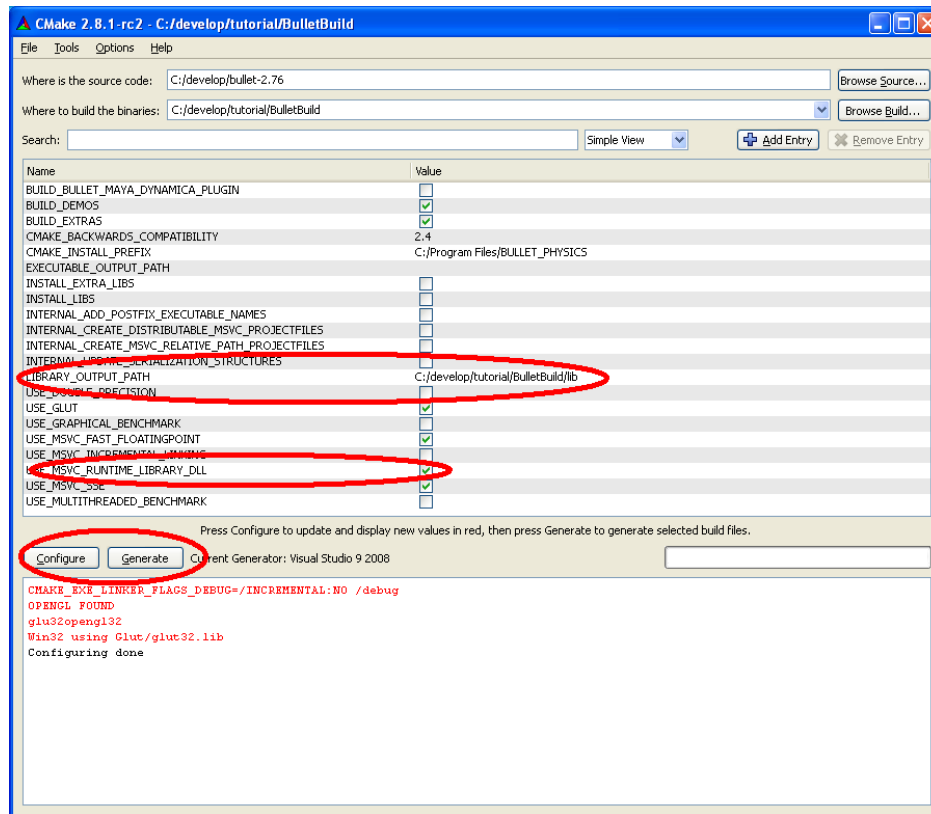 CMake 2.8.1-rc2 - C:/develop/tutorial/BulletBuild
File Tools Options Help
Where is the source code: C:/develop/bullet-2.76 Browse Source...
Where to build the binaries: C:/develop/tutorial/BulletBuild Browse Build...
Search: Simple View Add Entry Remove Entry
Name Value
BUILD_BULLET_MAYA_DYNAMICA_PLUGIN
BUILD_DEMOS
BUILD_EXTRAS
CMAKE_BACKWARDS_COMPATIBILITY 2.4
CMAKE_INSTALL_PREFIX C:/Program Files/BULLET_PHYSICS
EXECUTABLE_OUTPUT_PATH
INSTALL_EXTRA_LIBS
INSTALL_LIBS
INTERNAL_ADD_POSTFIX_EXECUTABLE_NAMES
INTERNAL_CREATE_DISTRIBUTABLE_MSVC_PROJECTFILES
INTERNAL_CREATE_MSVC_RELATIVE_PATH_PROJECTFILES
INTERNAL_UPDATE_SERIALIZATION_STRUCTURES
LIBRARY_OUTPUT_PATH C:/develop/tutorial/BulletBuild/lib
USE_DOUBLE_PRECISION
USE_GLUT
USE_GRAPHICAL_BENCHMARK
USE_MSVC_FAST_FLOATINGPOINT
USE_MSVC_INCREMENTAL_LINKING
USE_MSVC_RUNTIME_LIBRARY_DLL
USE_MSVC_SSE
USE_MULTITHREADED_BENCHMARK
Press Configure to update and display new values in red, then press Generate to generate selected build files.
Configure Generate Current Generator: Visual Studio 9 2008
CMAKE_EXE_LINKER_FLAGS_DEBUG=/INCREMENTAL:NO /debug
OPENGL FOUND
glu32opengl32
Win32 using Glut/glut32.lib
Configuring done